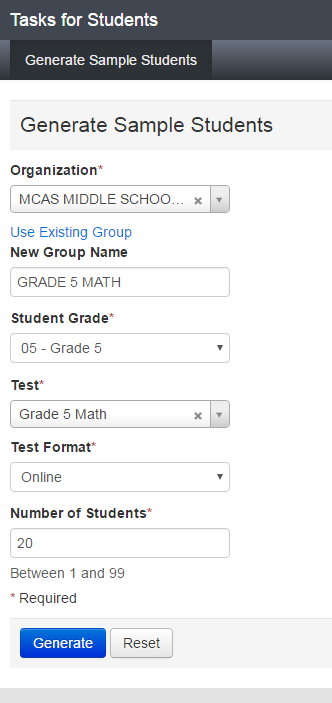 Tasks for Students
Generate Sample Students
Generate Sample Students
Organization*
MCAS MIDDLE SCHOO...
Use Existing Group
New Group Name
GRADE 5 MATH
Student Grade*
05 - Grade 5
Test*
Grade 5 Math
Test Format*
Online
Number of Students*
20
Between 1 and 99
* Required
Generate Reset